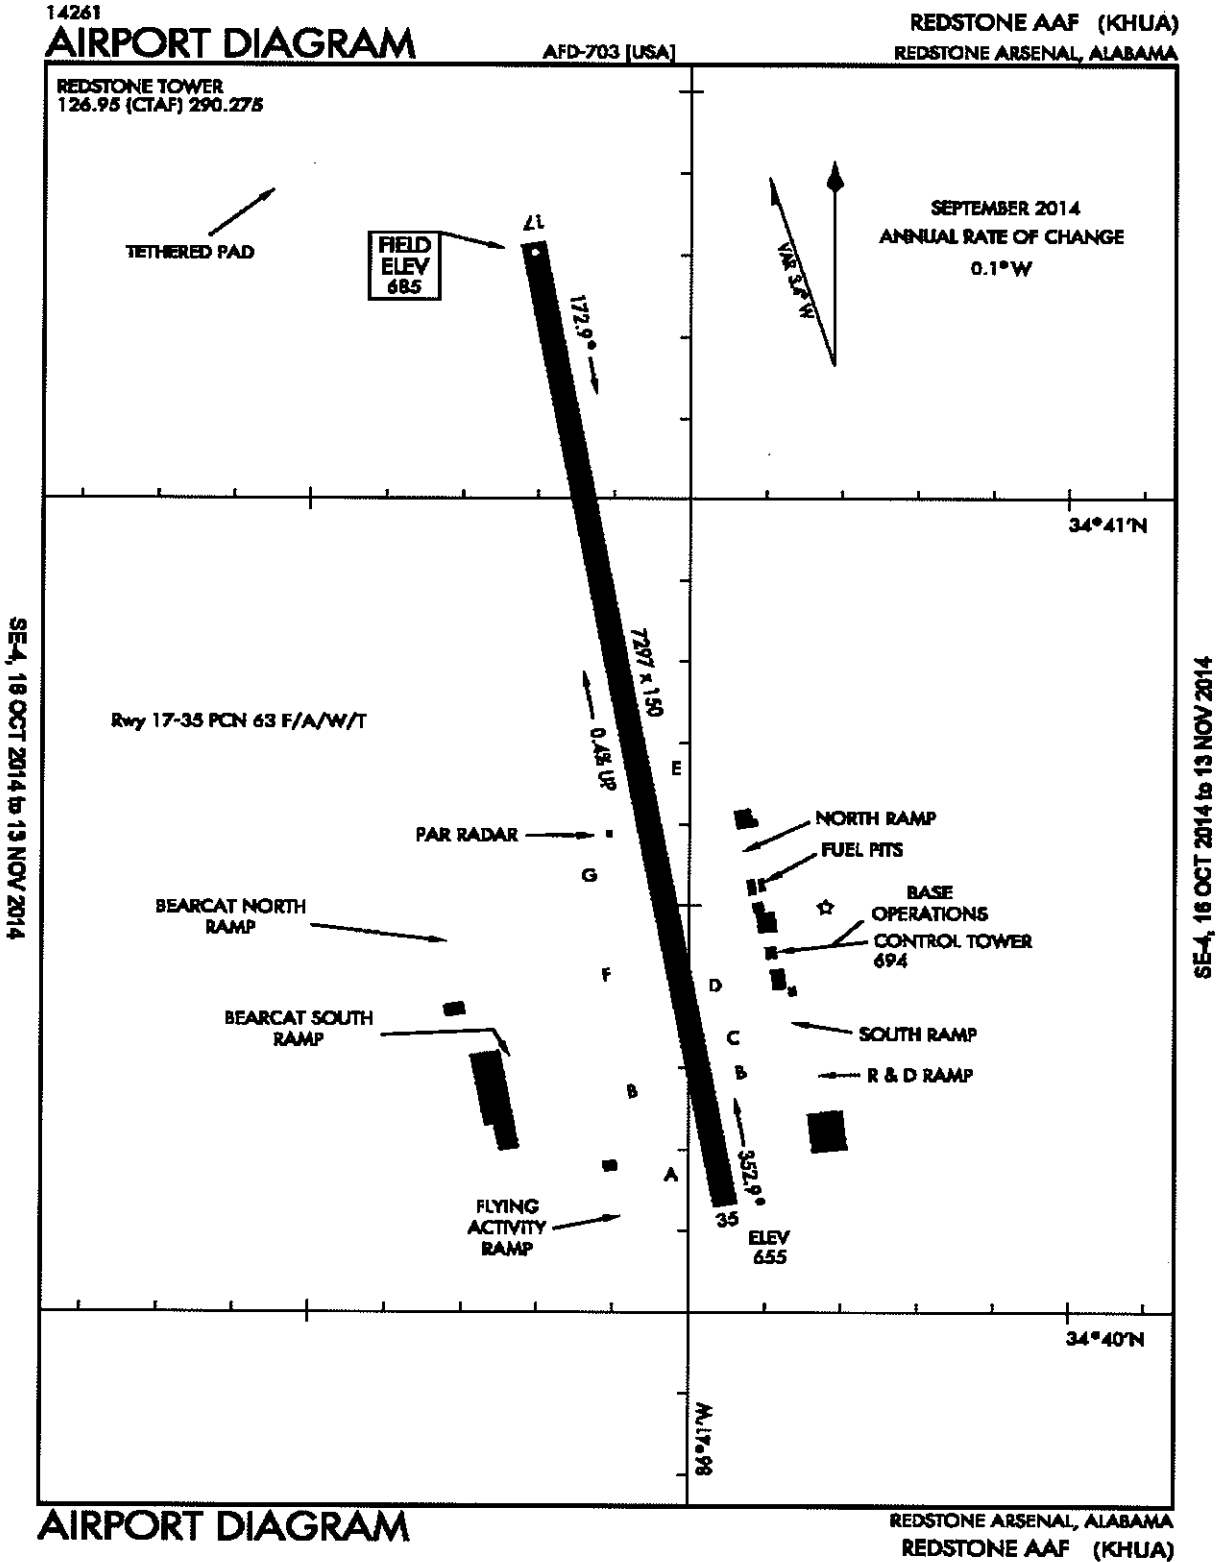 14261
AIRPORT DIAGRAM
AFD-703 [USA]
REDSTONE AAF (KHUA)
REDSTONE ARSENAL, ALABAMA
REDSTONE TOWER
126.95 (CTAF) 290.275
TETHERED PAD
FIELD
ELEV
685
17
172.9°
VAR 3.4° W
SEPTEMBER 2014
ANNUAL RATE OF CHANGE
0.1° W
34°41'N
7297 x 150
Rwy 17-35 PCN 63 F/A/W/T
0.4% UP
E
PAR RADAR
NORTH RAMP
FUEL PITS
G
BEARCAT NORTH
RAMP
BASE
OPERATIONS
CONTROL TOWER
694
F
D
BEARCAT SOUTH
RAMP
C
SOUTH RAMP
B
B
R & D RAMP
A
352.9°
FLYING
ACTIVITY
RAMP
35
ELEV
655
34°40'N
86°41'W
SE-4, 16 OCT 2014 to 13 NOV 2014
SE-4, 16 OCT 2014 to 13 NOV 2014
AIRPORT DIAGRAM
REDSTONE ARSENAL, ALABAMA
REDSTONE AAF (KHUA)